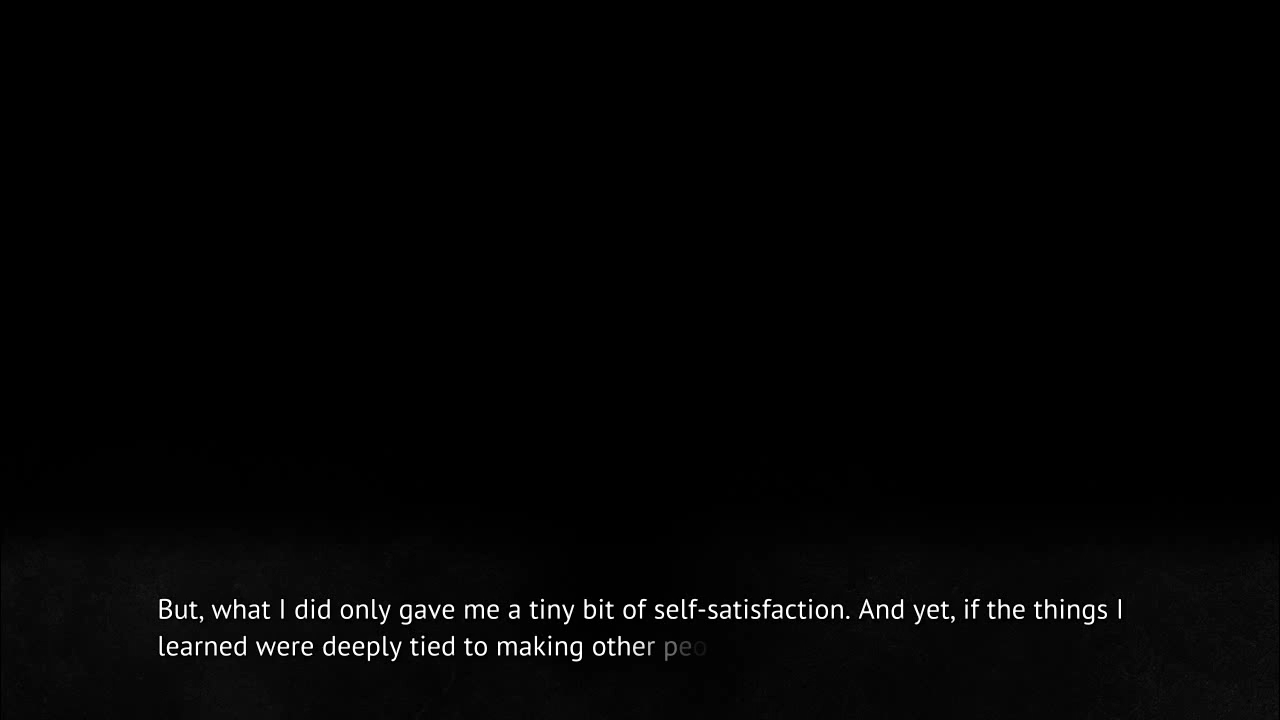 But, what I did only gave me a tiny bit of self-satisfaction. And yet, if the things I
learned were deeply tied to making other peo